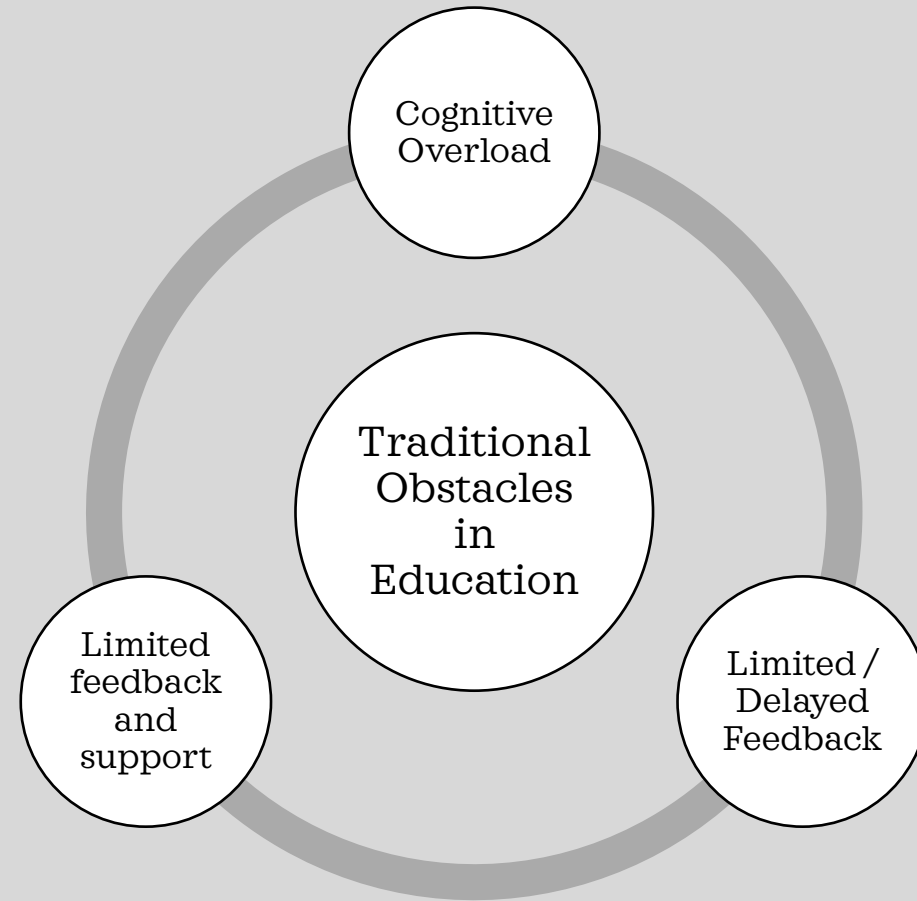 Cognitive
Overload
Traditional
Obstacles
in
Education
Limited
feedback
and
support
Limited /
Delayed
Feedback